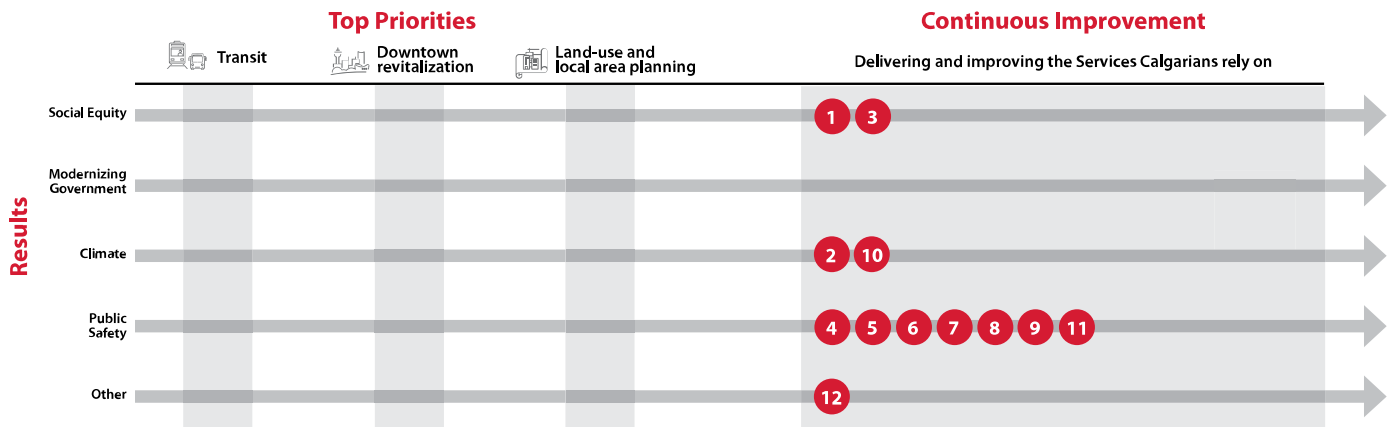 Top Priorities
Continuous Improvement
Transit
Downtown
revitalization
Land-use and
local area planning
Delivering and improving the Services Calgarians rely on
Results
Social Equity
1 3
Modernizing
Government
Climate
2 10
Public
Safety
4 5 6 7 8 9 11
Other
12